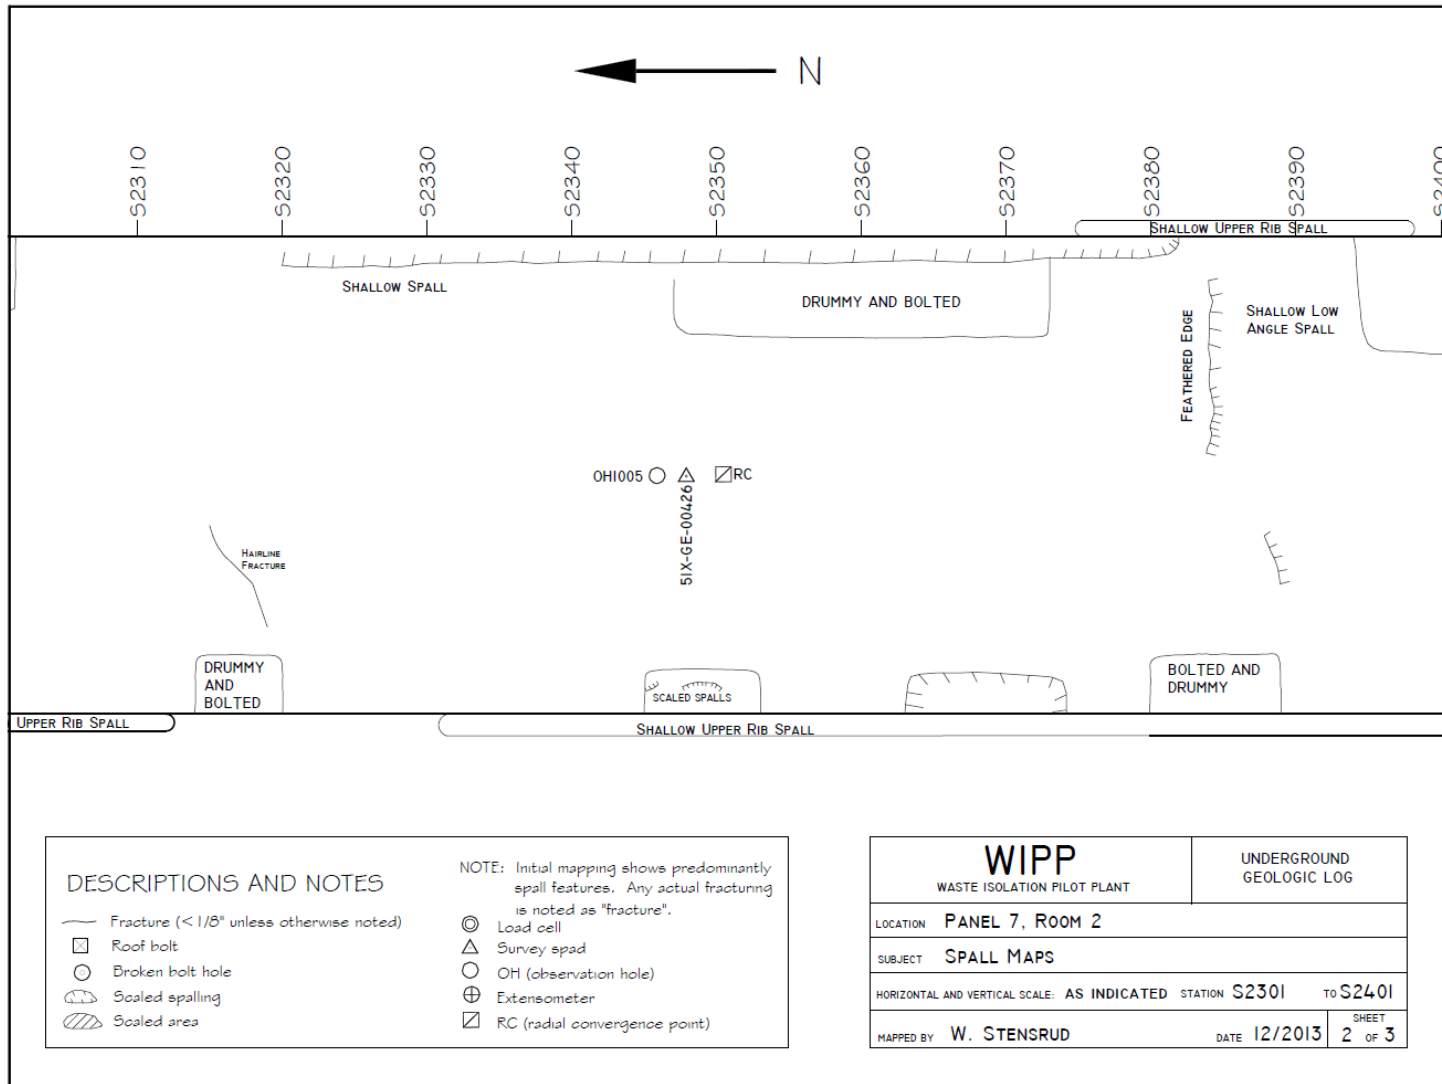 N
S2310
S2320
S2330
S2340
S2350
S2360
S2370
S2380
S2390
S2400
SHALLOW UPPER RIB SPALL
SHALLOW SPALL
DRUMMY AND BOLTED
FEATHERED EDGE
SHALLOW LOW
ANGLE SPALL
OH1005
RC
51X-GE-00426
HAIRLINE
FRACTURE
DRUMMY
AND
BOLTED
SCALED SPALLS
BOLTED AND
DRUMMY
UPPER RIB SPALL
SHALLOW UPPER RIB SPALL
DESCRIPTIONS AND NOTES
Fracture (<1/8" unless otherwise noted)
Roof bolt
Broken bolt hole
Scaled spalling
Scaled area
NOTE: Initial mapping shows predominantly
spall features. Any actual fracturing
is noted as "fracture".
Load cell
Survey spad
OH (observation hole)
Extensometer
RC (radial convergence point)
WIPP
WASTE ISOLATION PILOT PLANT
UNDERGROUND
GEOLOGIC LOG
LOCATION PANEL 7, ROOM 2
SUBJECT SPALL MAPS
HORIZONTAL AND VERTICAL SCALE: AS INDICATED STATION S2301 TO S2401
MAPPED BY W. STENSRUD DATE 12/2013
SHEET
2 OF 3